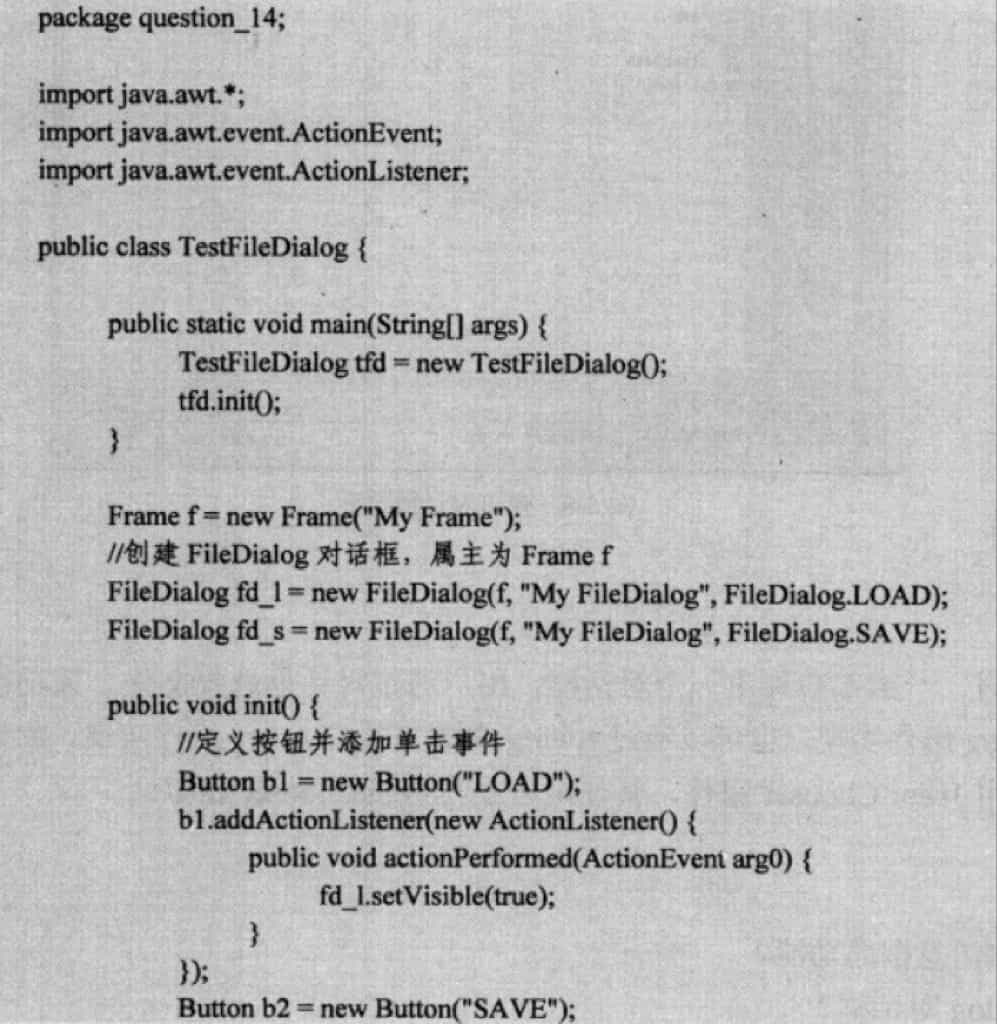 package question_14;
import java.awt.*;
import java.awt.event.ActionEvent;
import java.awt.event.ActionListener;
public class TestFileDialog {
public static void main(String[] args) {
TestFileDialog tfd = new TestFileDialog();
tfd.init();
}
Frame f = new Frame("My Frame");
//创建 FileDialog 对话框，属主为 Frame f
FileDialog fd_l = new FileDialog(f, "My FileDialog", FileDialog.LOAD);
FileDialog fd_s = new FileDialog(f, "My FileDialog", FileDialog.SAVE);
public void init() {
//定义按钮并添加单击事件
Button b1 = new Button("LOAD");
b1.addActionListener(new ActionListener() {
public void actionPerformed(ActionEvent arg0) {
fd_l.setVisible(true);
}
});
Button b2 = new Button("SAVE");